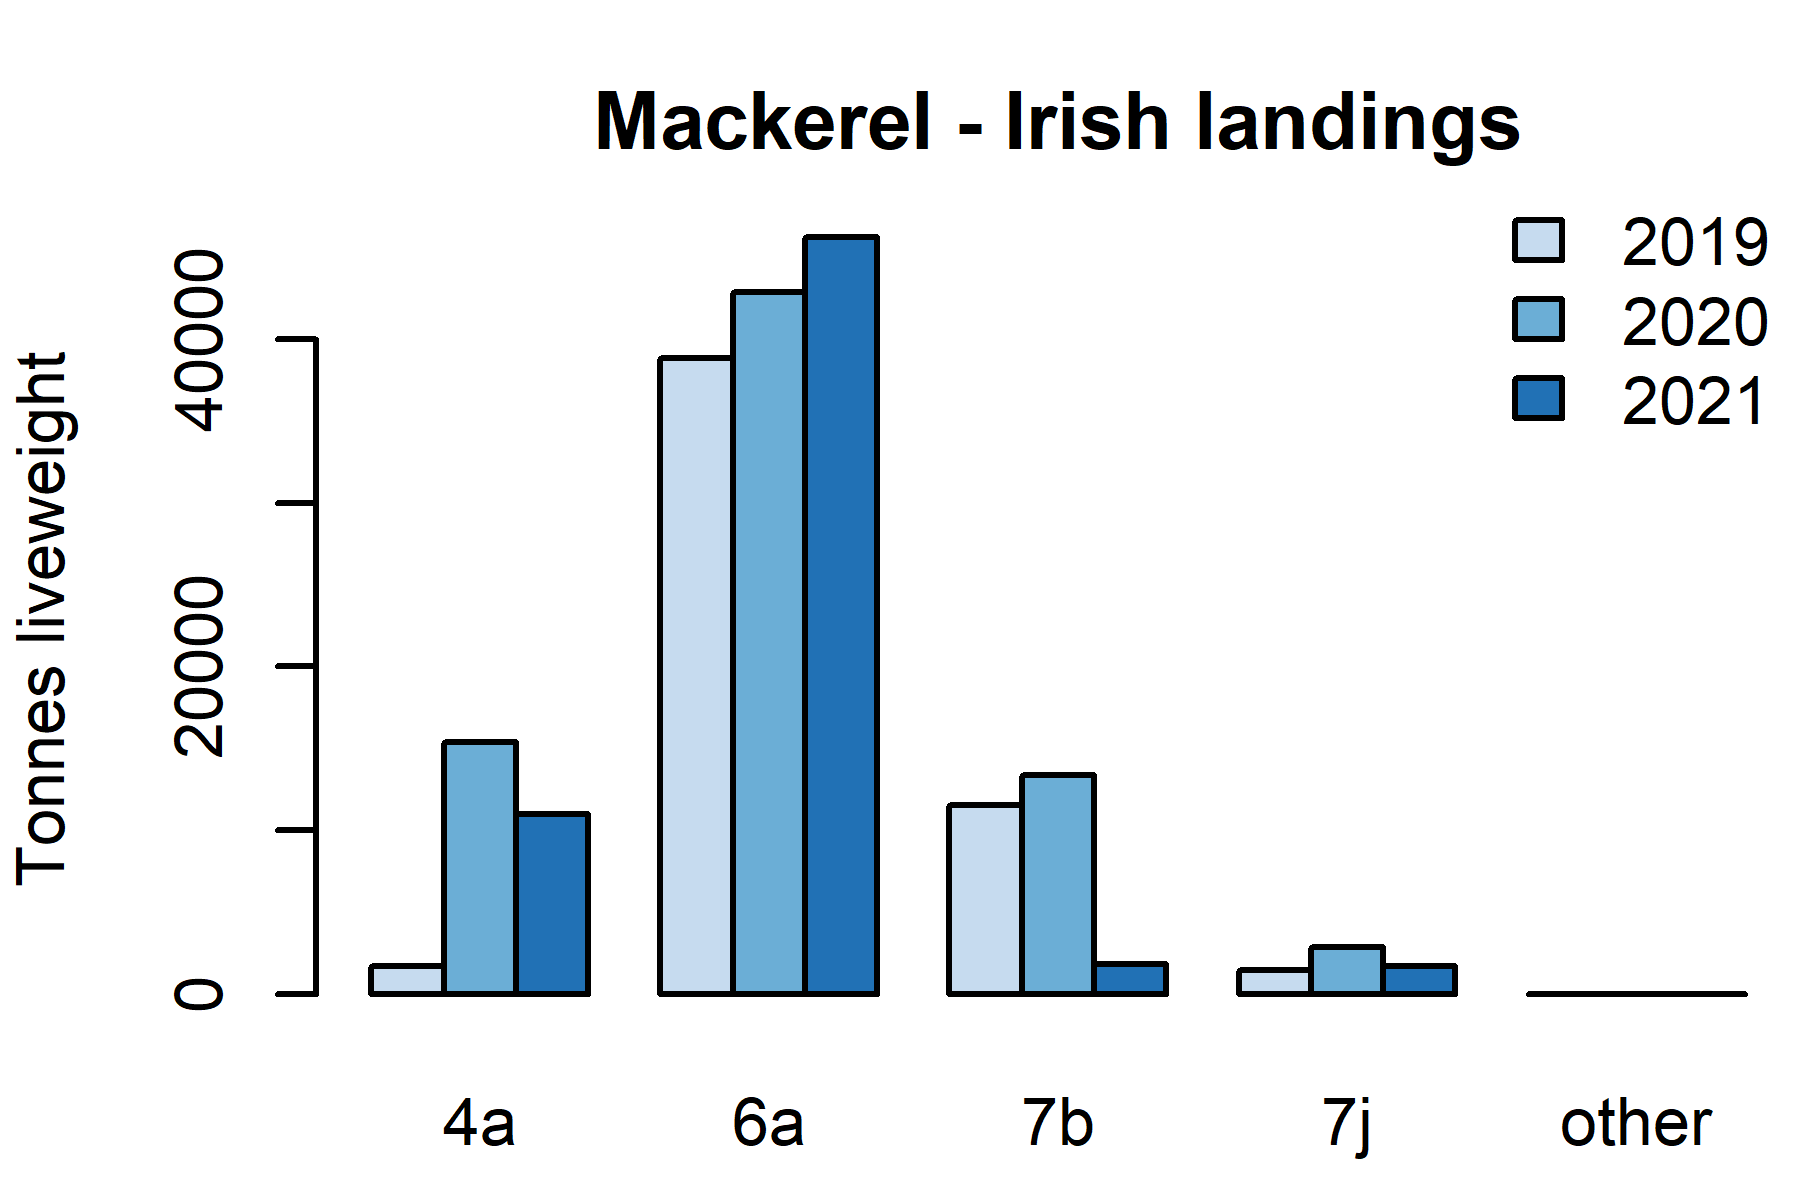 Mackerel - Irish landings
2019
2020
2021
Tonnes liveweight
40000
20000
0
4a 6a 7b 7j other